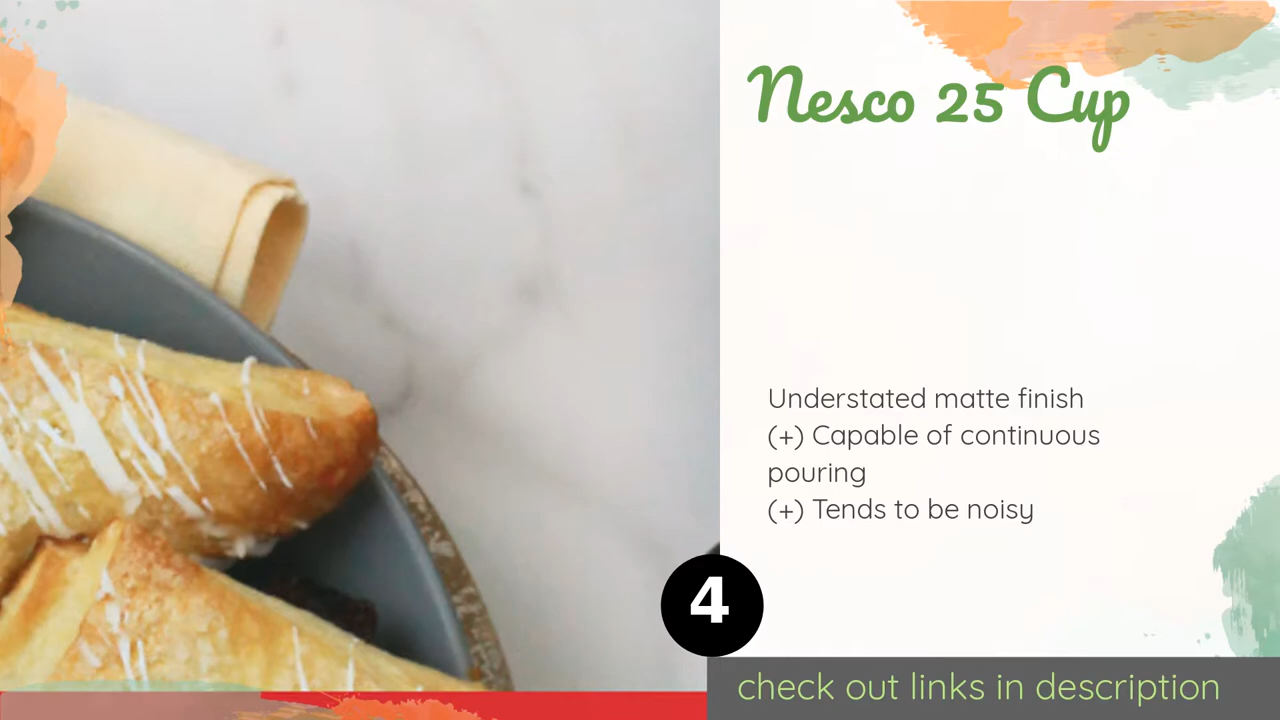 Nesco 25 Cup
Understated matte finish
(+) Capable of continuous
pouring
(+) Tends to be noisy
4
check out links in description